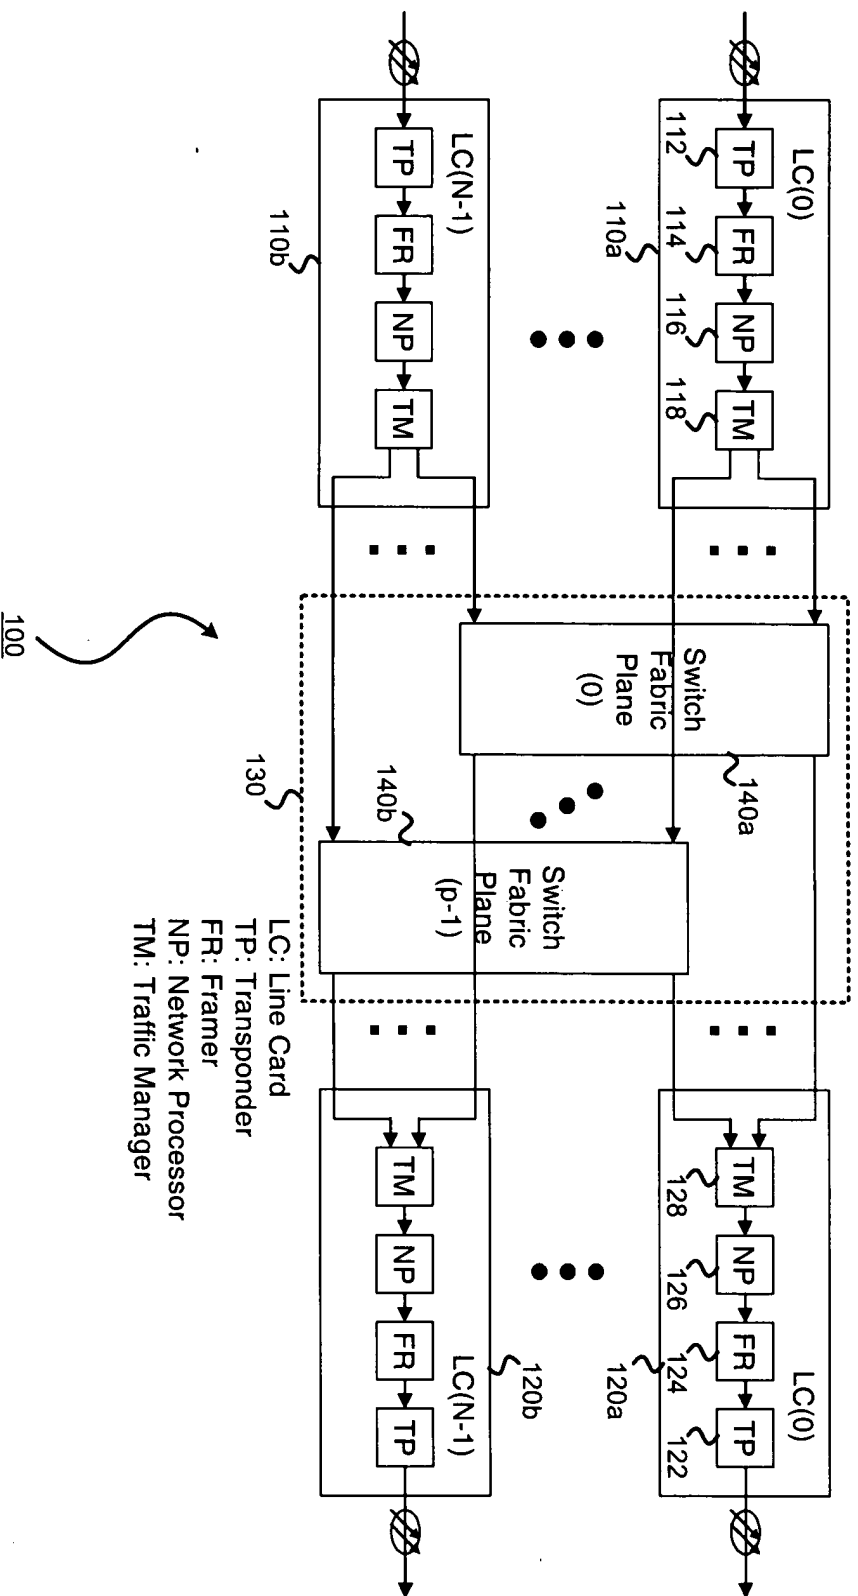 LC(0)
TP
FR
NP
TM
112
114
116
118
110a
LC(N-1)
TP
FR
NP
TM
110b
Switch
Fabric
Plane
(0)
140a
Switch
Fabric
Plane
(p-1)
140b
130
LC(0)
TM
NP
FR
TP
128
126
124
122
120a
120b
LC(N-1)
TM
NP
FR
TP
LC: Line Card
TP: Transponder
FR: Framer
NP: Network Processor
TM: Traffic Manager
100